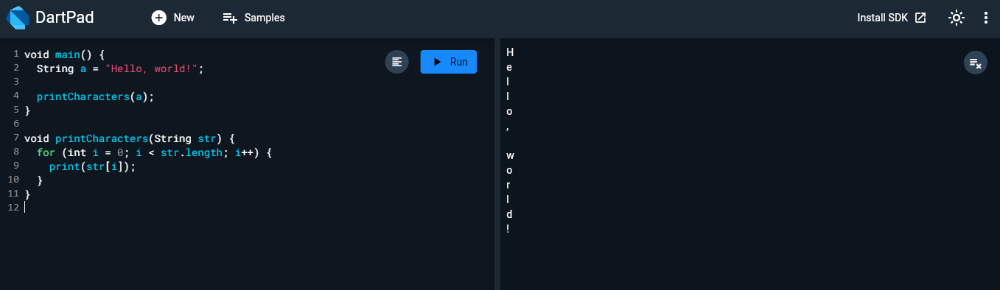 DartPad New Samples Install SDK
1 void main() {
2   String a = "Hello, world!";
3
4   printCharacters(a);
5 }
6
7 void printCharacters(String str) {
8   for (int i = 0; i < str.length; i++) {
9     print(str[i]);
10   }
11 }
12
Run
H
e
l
l
o
,
w
o
r
l
d
!